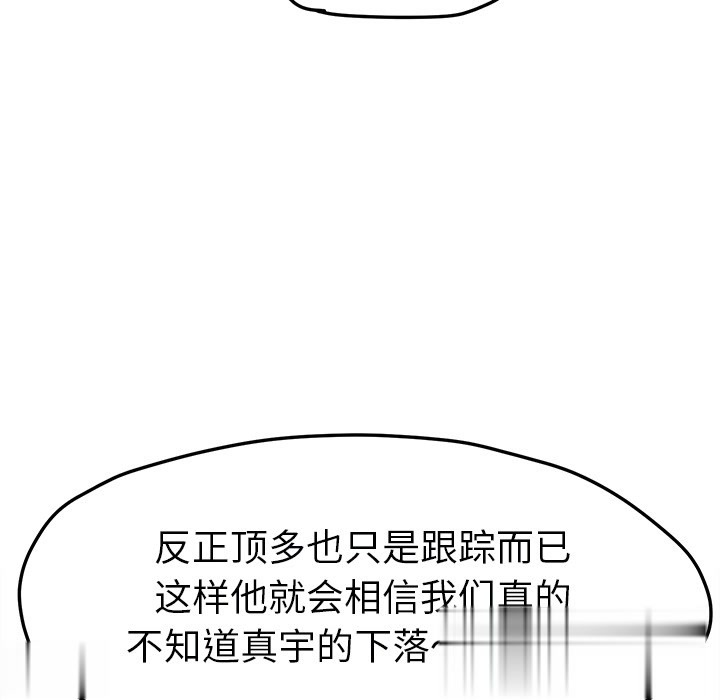 反正顶多也只是跟踪而已
这样他就会相信我们真的
不知道真宇的下落~